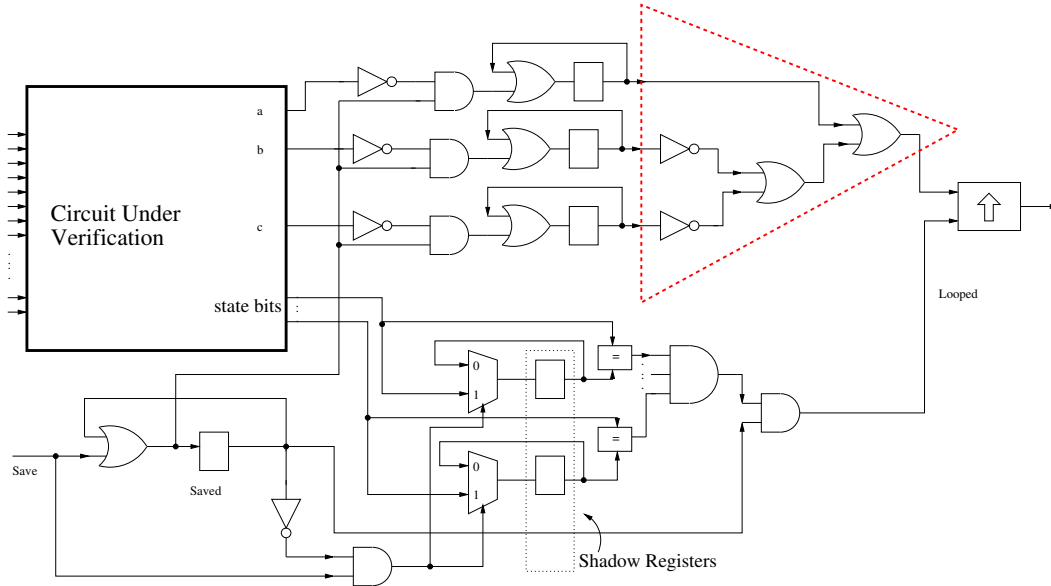 a
b
Circuit Under
Verification
c
state bits
Looped
=
0
1
=
0
1
Save
Saved
Shadow Registers